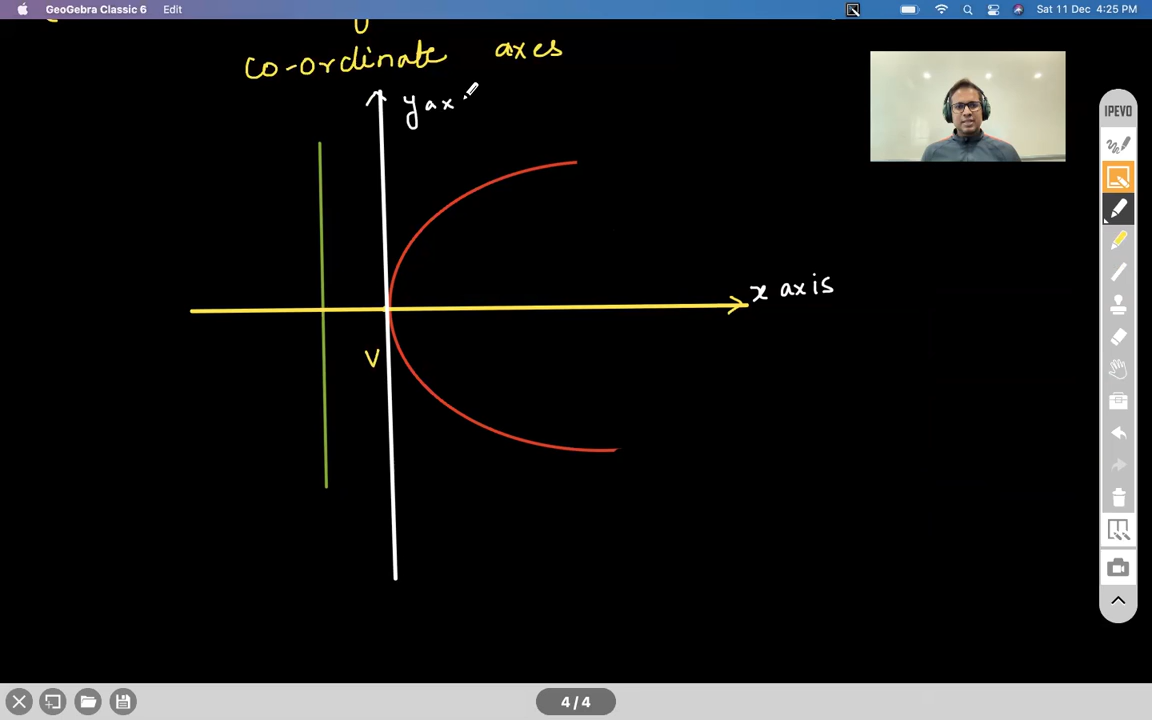 GeoGebra Classic 6 Edit
Sat 11 Dec 4:25 PM
co-ordinate axes
y ax
IPEVO
x axis
V
4 / 4